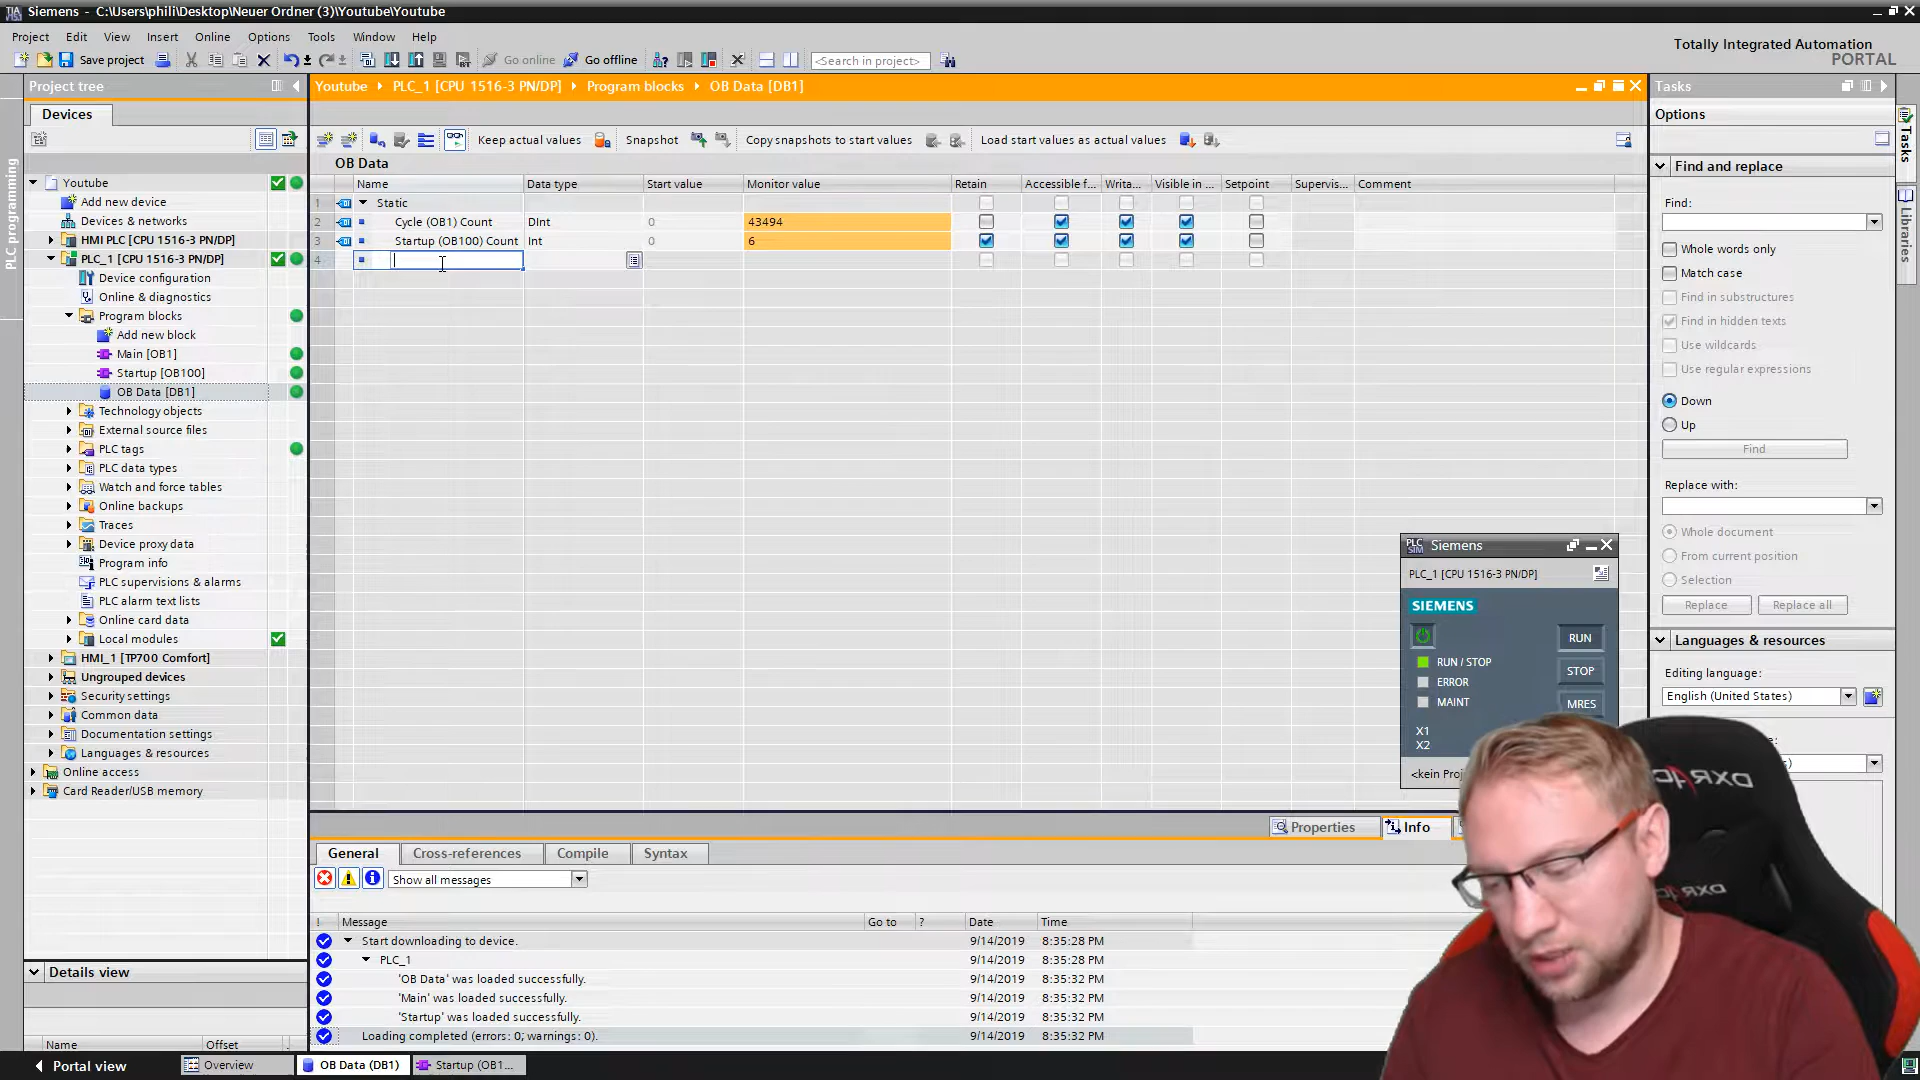 Siemens - C:\Users\phili\Desktop\Neuer Ordner (3)\Youtube\Youtube
Project Edit View Insert Online Options Tools Window Help
Totally Integrated Automation
PORTAL
Save project
Go online
Go offline
<Search in project>
Project tree
Youtube
PLC_1 [CPU 1516-3 PN/DP]
Program blocks
OB Data [DB1]
Tasks
Devices
Options
Keep actual values
Snapshot
Copy snapshots to start values
Load start values as actual values
OB Data
Name Data type Start value Monitor value Retain Accessible f... Writa... Visible in ... Setpoint Supervis... Comment
1 Static
2 Cycle (OB1) Count DInt 0 43494
3 Startup (OB100) Count Int 0 6
4
PLC programming
Youtube
Add new device
Devices & networks
HMI PLC [CPU 1516-3 PN/DP]
PLC_1 [CPU 1516-3 PN/DP]
Device configuration
Online & diagnostics
Program blocks
Add new block
Main [OB1]
Startup [OB100]
OB Data [DB1]
Technology objects
External source files
PLC tags
PLC data types
Watch and force tables
Online backups
Traces
Device proxy data
Program info
PLC supervisions & alarms
PLC alarm text lists
Online card data
Local modules
HMI_1 [TP700 Comfort]
Ungrouped devices
Security settings
Common data
Documentation settings
Languages & resources
Online access
Card Reader/USB memory
Details view
Name Offset
Find and replace
Find:
Whole words only
Match case
Find in substructures
Find in hidden texts
Use wildcards
Use regular expressions
Down
Up
Find
Replace with:
Whole document
From current position
Selection
Replace
Replace all
Languages & resources
Editing language:
English (United States)
Tasks
Libraries
PLC SIM
Siemens
PLC_1 [CPU 1516-3 PN/DP]
SIEMENS
RUN
RUN / STOP
STOP
ERROR
MAINT
MRES
X1
X2
<kein Proj
DXRACER
DXRACER
Properties
Info
General
Cross-references
Compile
Syntax
Show all messages
! Message Go to ? Date Time
Start downloading to device. 9/14/2019 8:35:28 PM
PLC_1 9/14/2019 8:35:28 PM
'OB Data' was loaded successfully. 9/14/2019 8:35:32 PM
'Main' was loaded successfully. 9/14/2019 8:35:32 PM
'Startup' was loaded successfully. 9/14/2019 8:35:32 PM
Loading completed (errors: 0; warnings: 0). 9/14/2019 8:35:32 PM
Portal view
Overview
OB Data (DB1)
Startup (OB1...